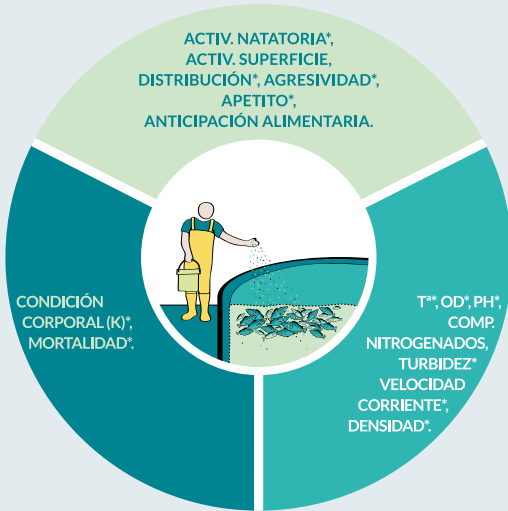 ACTIV. NATATORIA*,
ACTIV. SUPERFICIE,
DISTRIBUCIÓN*, AGRESIVIDAD*,
APETITO*,
ANTICIPACIÓN ALIMENTARIA.
CONDICIÓN
CORPORAL (K)*,
MORTALIDAD*.
Tª*, OD*, PH*,
COMP.
NITROGENADOS,
TURBIDEZ*
VELOCIDAD
CORRIENTE*,
DENSIDAD*.